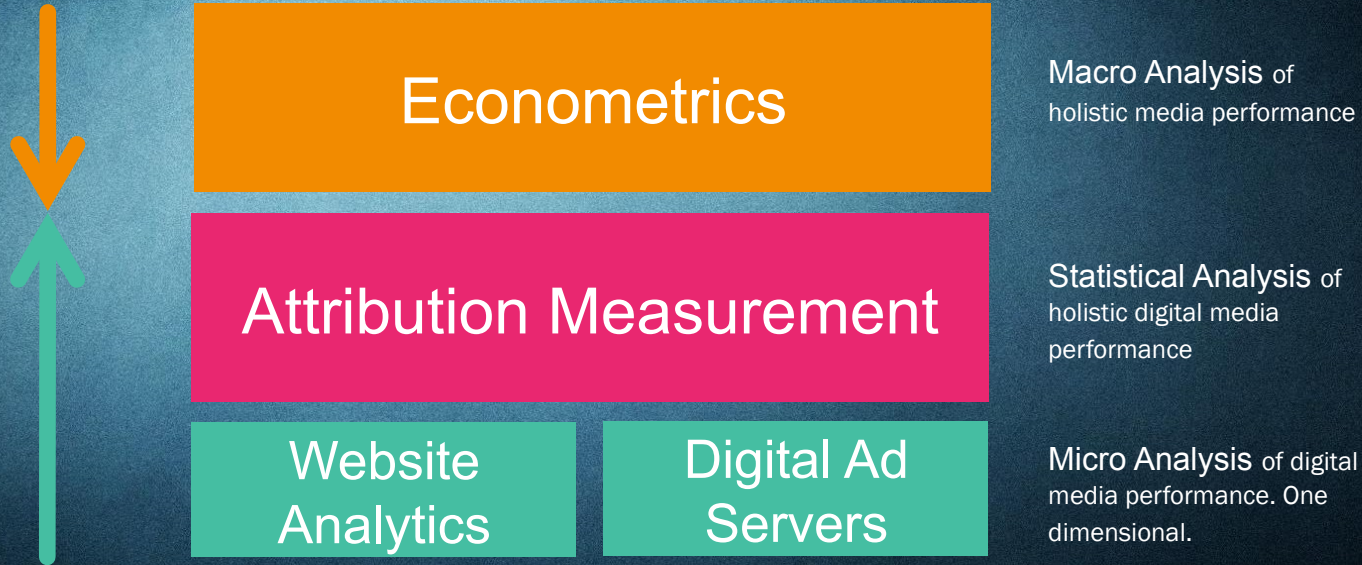 Econometrics
Macro Analysis of
holistic media performance
Attribution Measurement
Statistical Analysis of
holistic digital media
performance
Website
Analytics
Digital Ad
Servers
Micro Analysis of digital
media performance. One
dimensional.